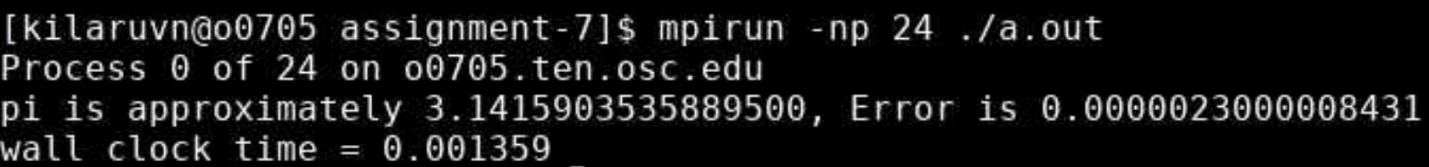 [kilaruvn@o0705 assignment-7]$ mpirun -np 24 ./a.out
Process 0 of 24 on o0705.ten.osc.edu
pi is approximately 3.1415903535889500, Error is 0.0000023000008431
wall clock time = 0.001359